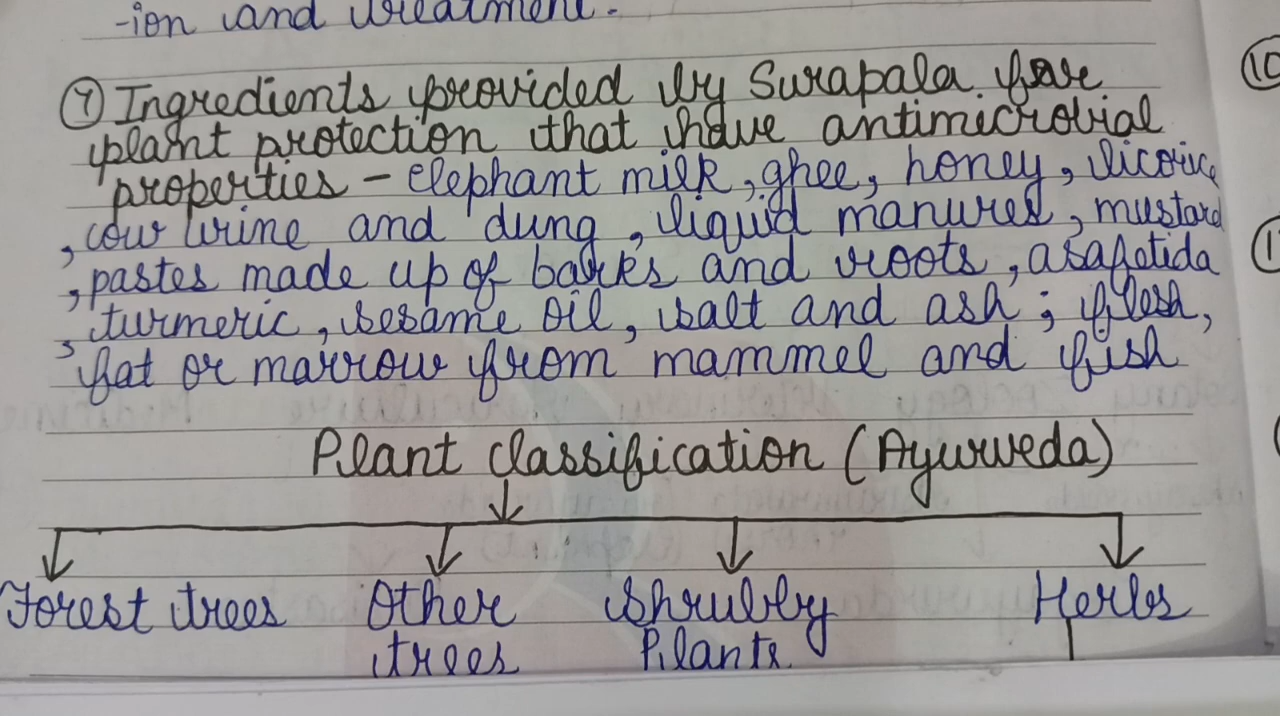 -ion and treatment.
⑦ Ingredients provided by Surapala for
plant protection that have antimicrobial
properties - elephant milk, ghee, honey, licorice
, cow urine and dung, liquid manures, mustard
, pastes made up of barks and roots, asafetida
, turmeric, sesame oil, salt and ash; flesh,
fat or marrow from mammel and fish
Plant classification (Ayurveda)
Forest trees Other trees Shrubby Plants Herbs
10